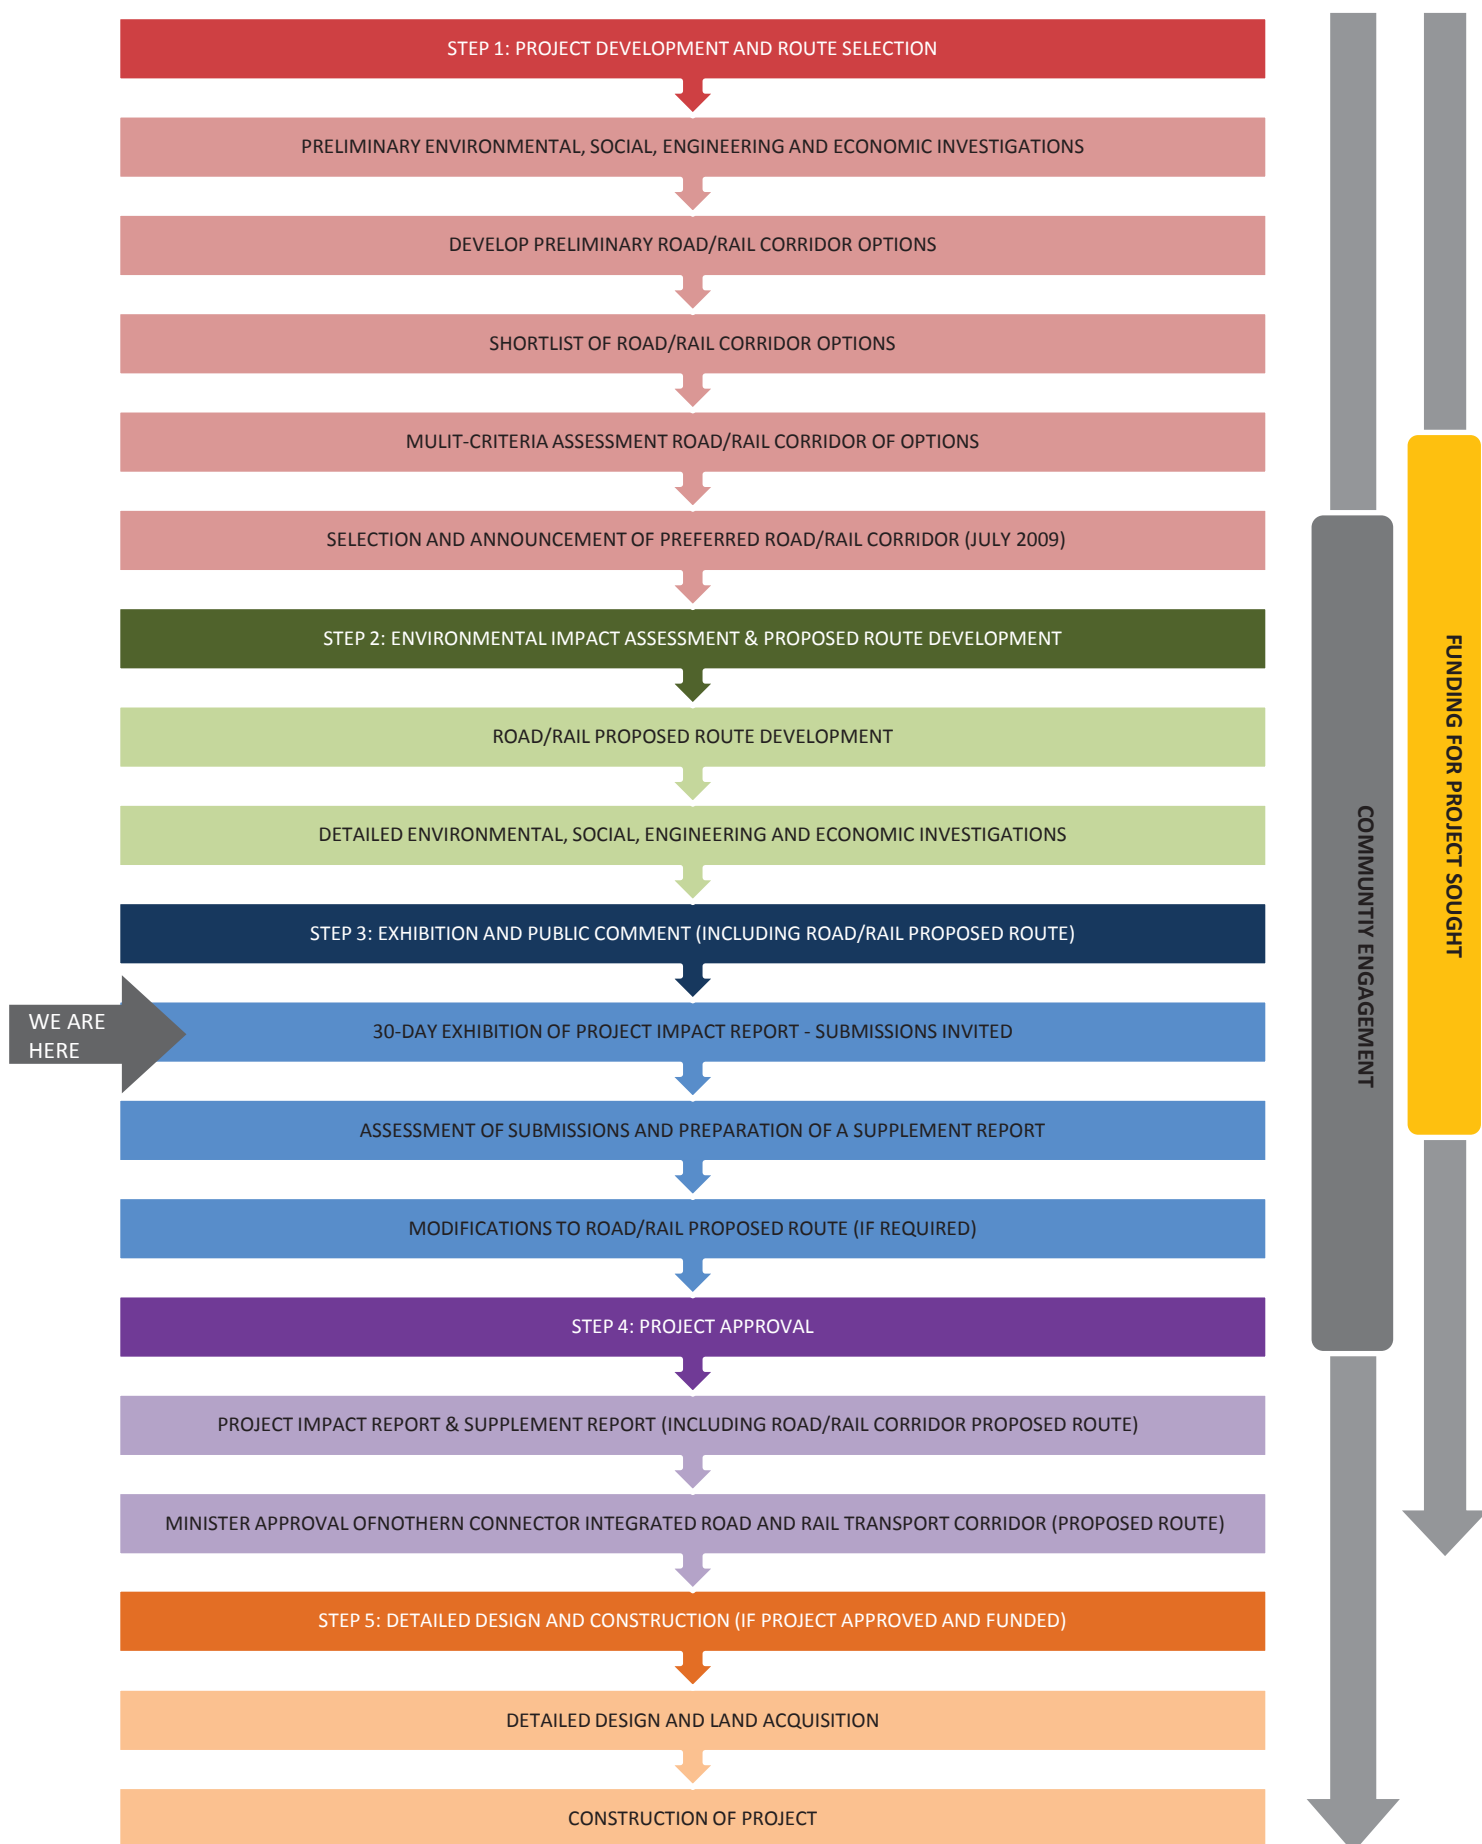 STEP 1: PROJECT DEVELOPMENT AND ROUTE SELECTION
PRELIMINARY ENVIRONMENTAL, SOCIAL, ENGINEERING AND ECONOMIC INVESTIGATIONS
DEVELOP PRELIMINARY ROAD/RAIL CORRIDOR OPTIONS
SHORTLIST OF ROAD/RAIL CORRIDOR OPTIONS
MULIT-CRITERIA ASSESSMENT ROAD/RAIL CORRIDOR OF OPTIONS
SELECTION AND ANNOUNCEMENT OF PREFERRED ROAD/RAIL CORRIDOR (JULY 2009)
STEP 2: ENVIRONMENTAL IMPACT ASSESSMENT & PROPOSED ROUTE DEVELOPMENT
ROAD/RAIL PROPOSED ROUTE DEVELOPMENT
DETAILED ENVIRONMENTAL, SOCIAL, ENGINEERING AND ECONOMIC INVESTIGATIONS
STEP 3: EXHIBITION AND PUBLIC COMMENT (INCLUDING ROAD/RAIL PROPOSED ROUTE)
WE ARE
HERE
30-DAY EXHIBITION OF PROJECT IMPACT REPORT - SUBMISSIONS INVITED
ASSESSMENT OF SUBMISSIONS AND PREPARATION OF A SUPPLEMENT REPORT
MODIFICATIONS TO ROAD/RAIL PROPOSED ROUTE (IF REQUIRED)
STEP 4: PROJECT APPROVAL
PROJECT IMPACT REPORT & SUPPLEMENT REPORT (INCLUDING ROAD/RAIL CORRIDOR PROPOSED ROUTE)
MINISTER APPROVAL OFNOTHERN CONNECTOR INTEGRATED ROAD AND RAIL TRANSPORT CORRIDOR (PROPOSED ROUTE)
STEP 5: DETAILED DESIGN AND CONSTRUCTION (IF PROJECT APPROVED AND FUNDED)
DETAILED DESIGN AND LAND ACQUISITION
CONSTRUCTION OF PROJECT
COMMUNTIY ENGAGEMENT
FUNDING FOR PROJECT SOUGHT